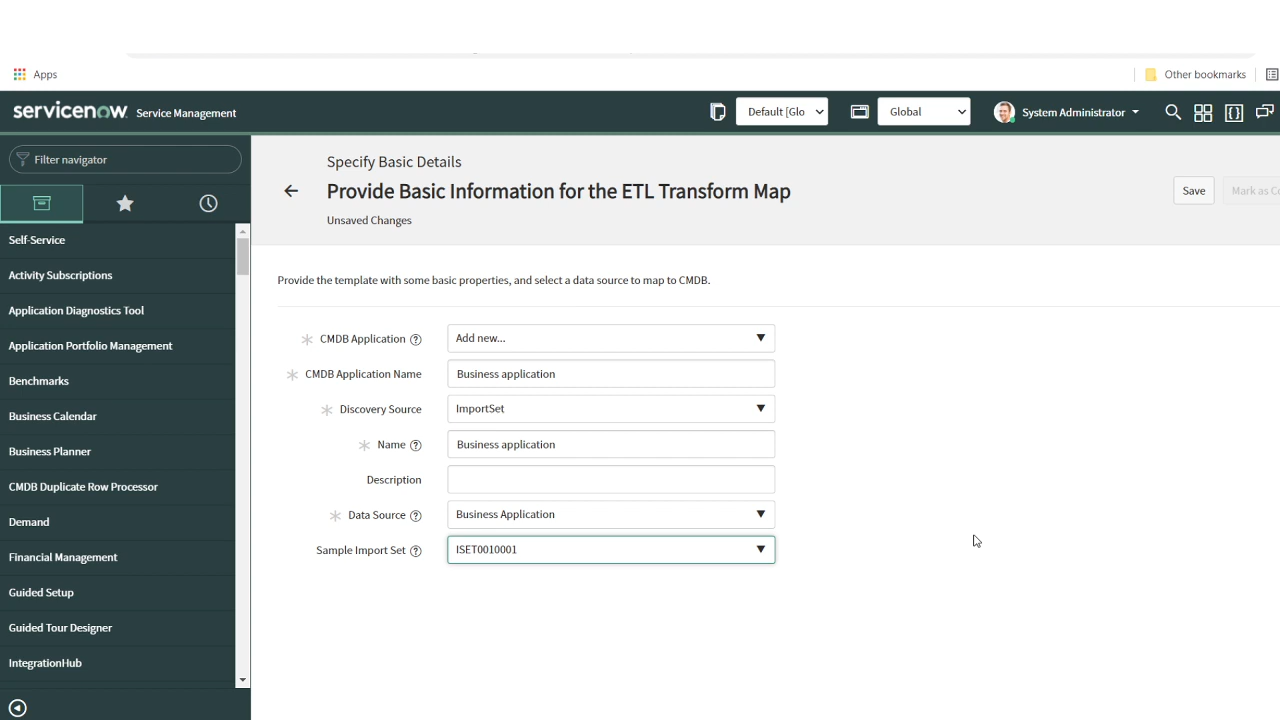 Apps
Other bookmarks
servicenow Service Management
Default [Glo
Global
System Administrator
Filter navigator
Self-Service
Activity Subscriptions
Application Diagnostics Tool
Application Portfolio Management
Benchmarks
Business Calendar
Business Planner
CMDB Duplicate Row Processor
Demand
Financial Management
Guided Setup
Guided Tour Designer
IntegrationHub
Specify Basic Details
Provide Basic Information for the ETL Transform Map
Unsaved Changes
Save
Mark as Co
Provide the template with some basic properties, and select a data source to map to CMDB.
CMDB Application Add new...
CMDB Application Name Business application
Discovery Source ImportSet
Name Business application
Description
Data Source Business Application
Sample Import Set ISET0010001